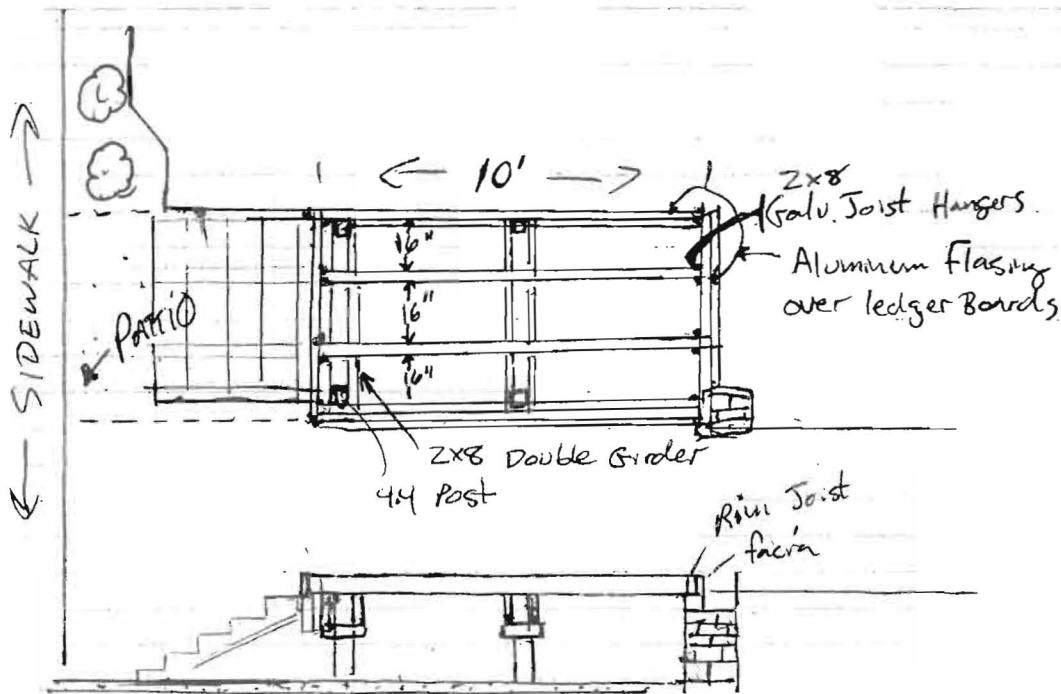 SIDEWALK
PATTIO
10'
16"
16"
16"
2x8
Galv. Joist Hangers
Aluminum Flasing
over ledger Boards
2x8 Double Girder
4x4 Post
Rim Joist
facia